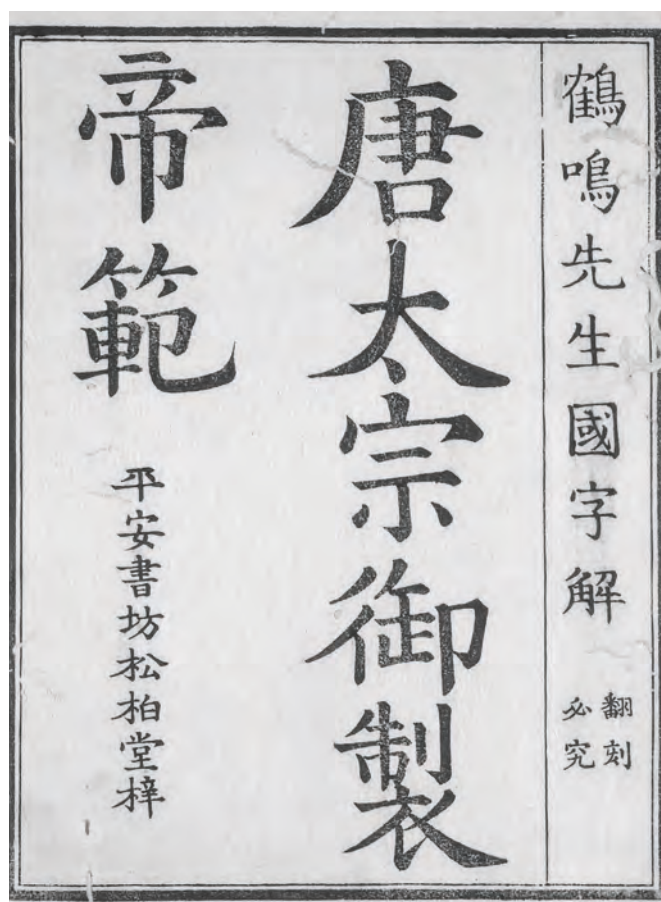 鶴鳴先生國字解
翻刻
必究
唐太宗御製
帝範
平安書坊松柏堂梓